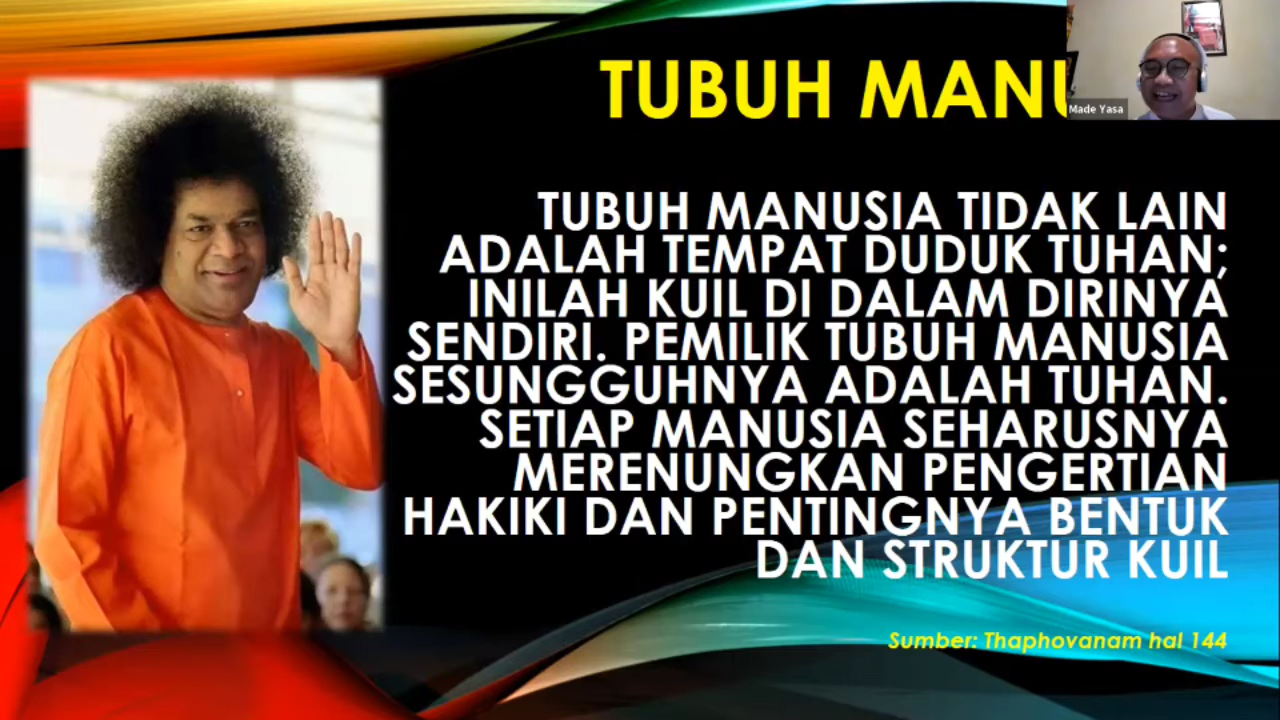 TUBUH MANU
Made Yasa
TUBUH MANUSIA TIDAK LAIN
ADALAH TEMPAT DUDUK TUHAN;
INILAH KUIL DI DALAM DIRINYA
SENDIRI. PEMILIK TUBUH MANUSIA
SESUNGGUHNYA ADALAH TUHAN.
SETIAP MANUSIA SEHARUSNYA
MERENUNGKAN PENGERTIAN
HAKIKI DAN PENTINGNYA BENTUK
DAN STRUKTUR KUIL
Sumber: Thaphovanam hal 144